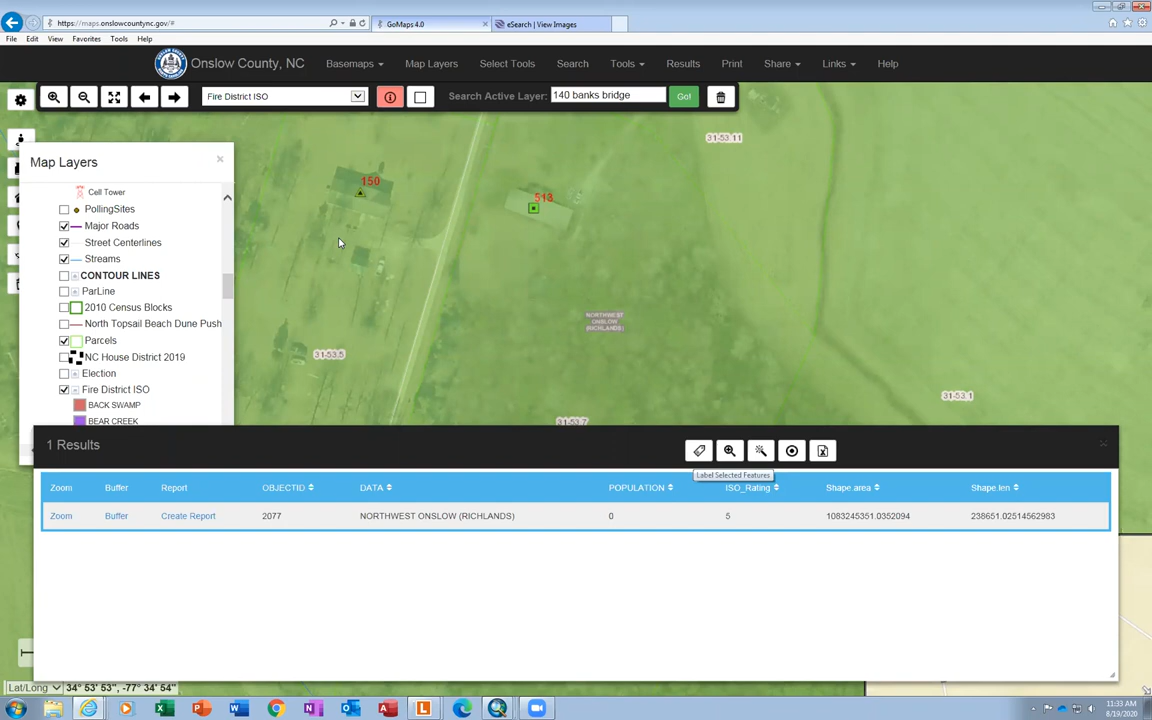 https://maps.onslowcountync.gov/#
GoMaps 4.0
eSearch | View Images
File Edit View Favorites Tools Help
Onslow County, NC
Basemaps Map Layers Select Tools Search Tools Results Print Share Links Help
Fire District ISO
Search Active Layer: 140 banks bridge Go!
31-53.11
Map Layers
150
513
Cell Tower
PollingSites
Major Roads
Street Centerlines
Streams
CONTOUR LINES
ParLine
2010 Census Blocks
North Topsail Beach Dune Push
Parcels
NC House District 2019
Election
Fire District ISO
BACK SWAMP
BEAR CREEK
NORTHWEST
ONSLOW
(RICHLANDS)
31-53.5
31-53.1
31-53.7
1 Results
Label Selected Features
Zoom Buffer Report OBJECTID DATA POPULATION ISO_Rating Shape.area Shape.len
Zoom Buffer Create Report 2077 NORTHWEST ONSLOW (RICHLANDS) 0 5 1083245351.0352094 238651.02514562983
Lat/Long 34° 53' 53", -77° 34' 54"
11:33 AM
8/19/2020